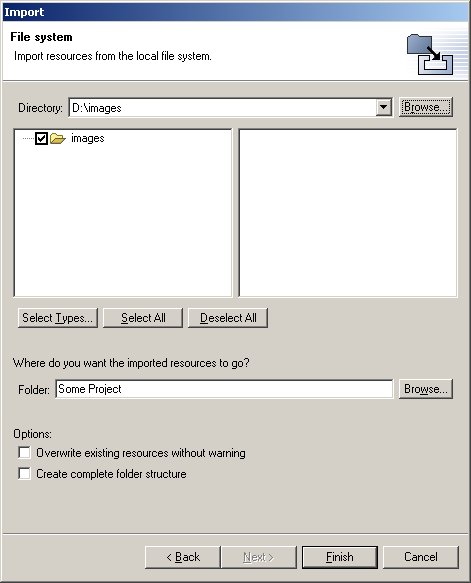 Import
File system
Import resources from the local file system.
Directory: D:\images Browse...
images
Select Types... Select All Deselect All
Where do you want the imported resources to go?
Folder: Some Project Browse...
Options:
Overwrite existing resources without warning
Create complete folder structure
< Back Next > Finish Cancel